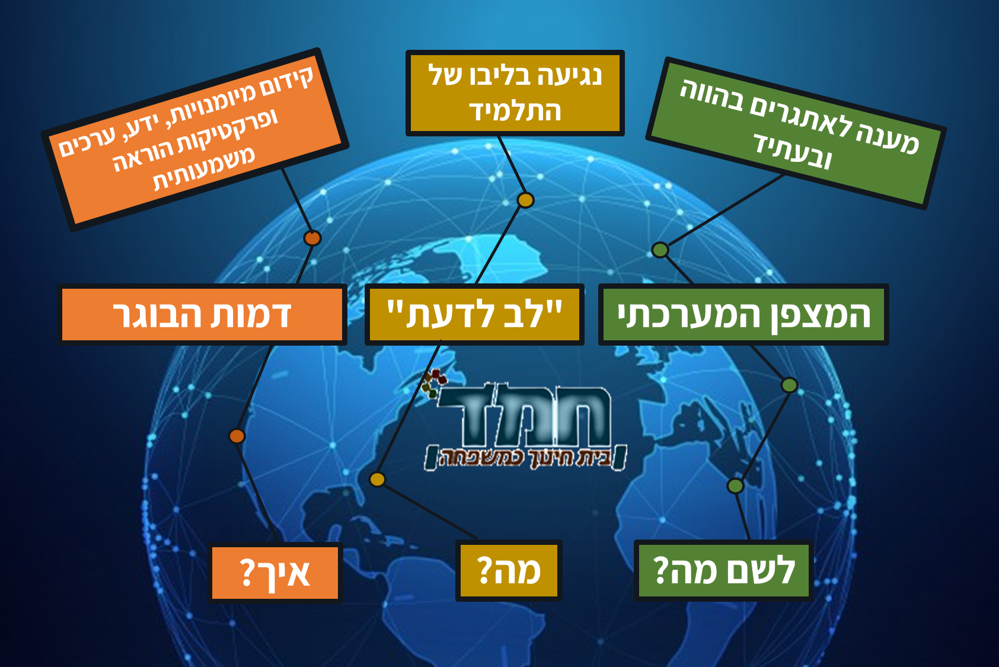 מענה לאתגרים בהווה
ובעתיד
נגיעה בליבו של
התלמיד
קידום מיומנויות, ידע, ערכים
ופרקטיקות הוראה
משמעותית
המצפן המערכתי
"לב לדעת"
דמות הבוגר
חמד
בית חינוך כמשפחה
לשם מה?
מה?
איך?